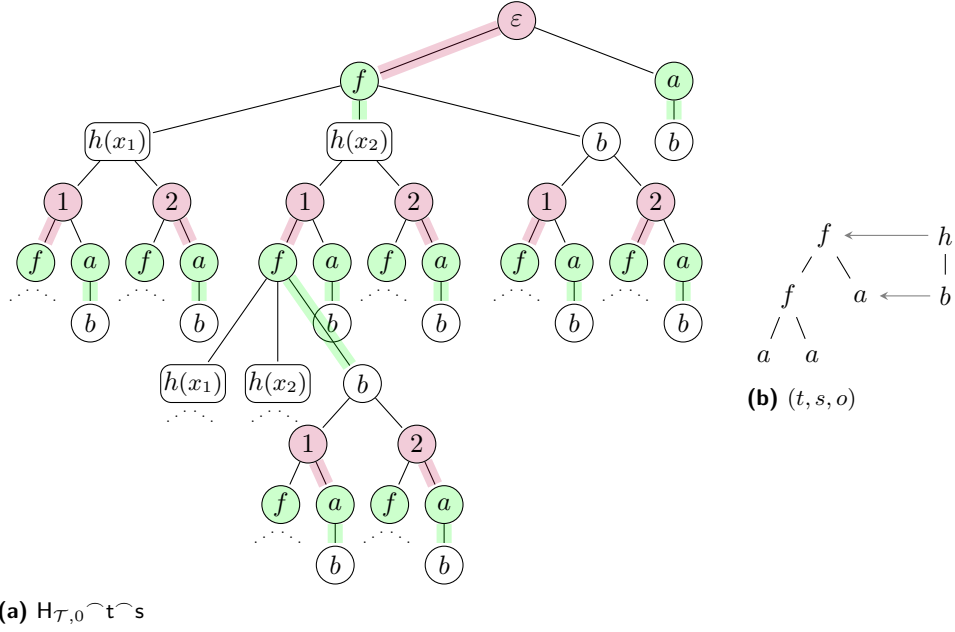 ε
f a
h(x₁) h(x₂) b b
1 2 1 2 1 2
f a f a f a f a f a f a
b b b b b b
h(x₁) h(x₂) b
1 2
f a f a
b b
f h
f a b
a a
(b) (t, s, o)
(a) H𝒯,0⌒t⌒s